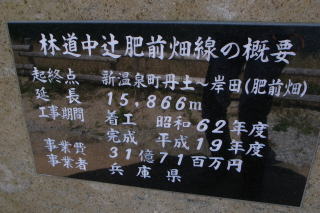 林道中辻肥前畑線の概要
起終点 新温泉町丹土〜岸田(肥前畑)
延長 15,866m
工事期間 着工 昭和62年度
完成 平成19年度
事業費 31億71百万円
事業者 兵庫県